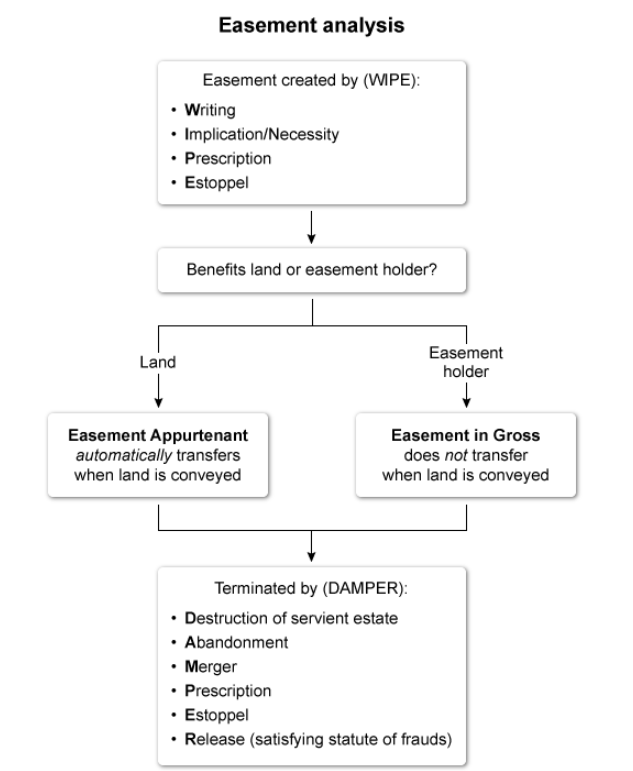 Easement analysis
Easement created by (WIPE):
• Writing
• Implication/Necessity
• Prescription
• Estoppel
Benefits land or easement holder?
Land
Easement
holder
Easement Appurtenant
automatically transfers
when land is conveyed
Easement in Gross
does not transfer
when land is conveyed
Terminated by (DAMPER):
• Destruction of servient estate
• Abandonment
• Merger
• Prescription
• Estoppel
• Release (satisfying statute of frauds)